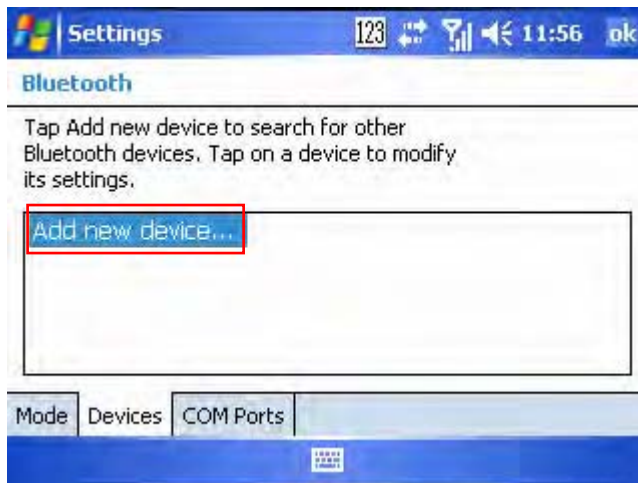 Settings 123 11:56 ok
Bluetooth
Tap Add new device to search for other
Bluetooth devices. Tap on a device to modify
its settings.
Add new device...
Mode Devices COM Ports